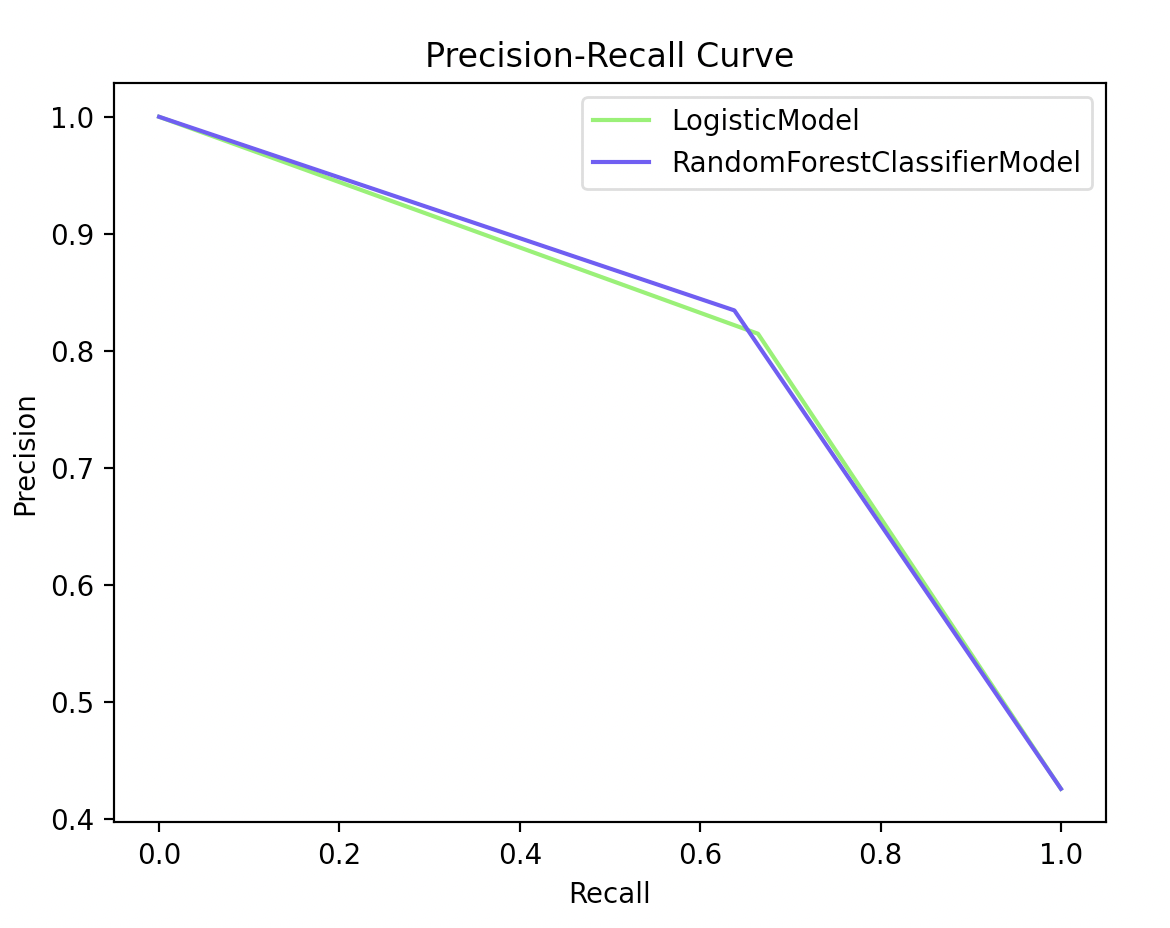 Precision-Recall Curve
LogisticModel
RandomForestClassifierModel
1.0
0.9
0.8
0.7
0.6
0.5
0.4
Precision
0.0 0.2 0.4 0.6 0.8 1.0
Recall